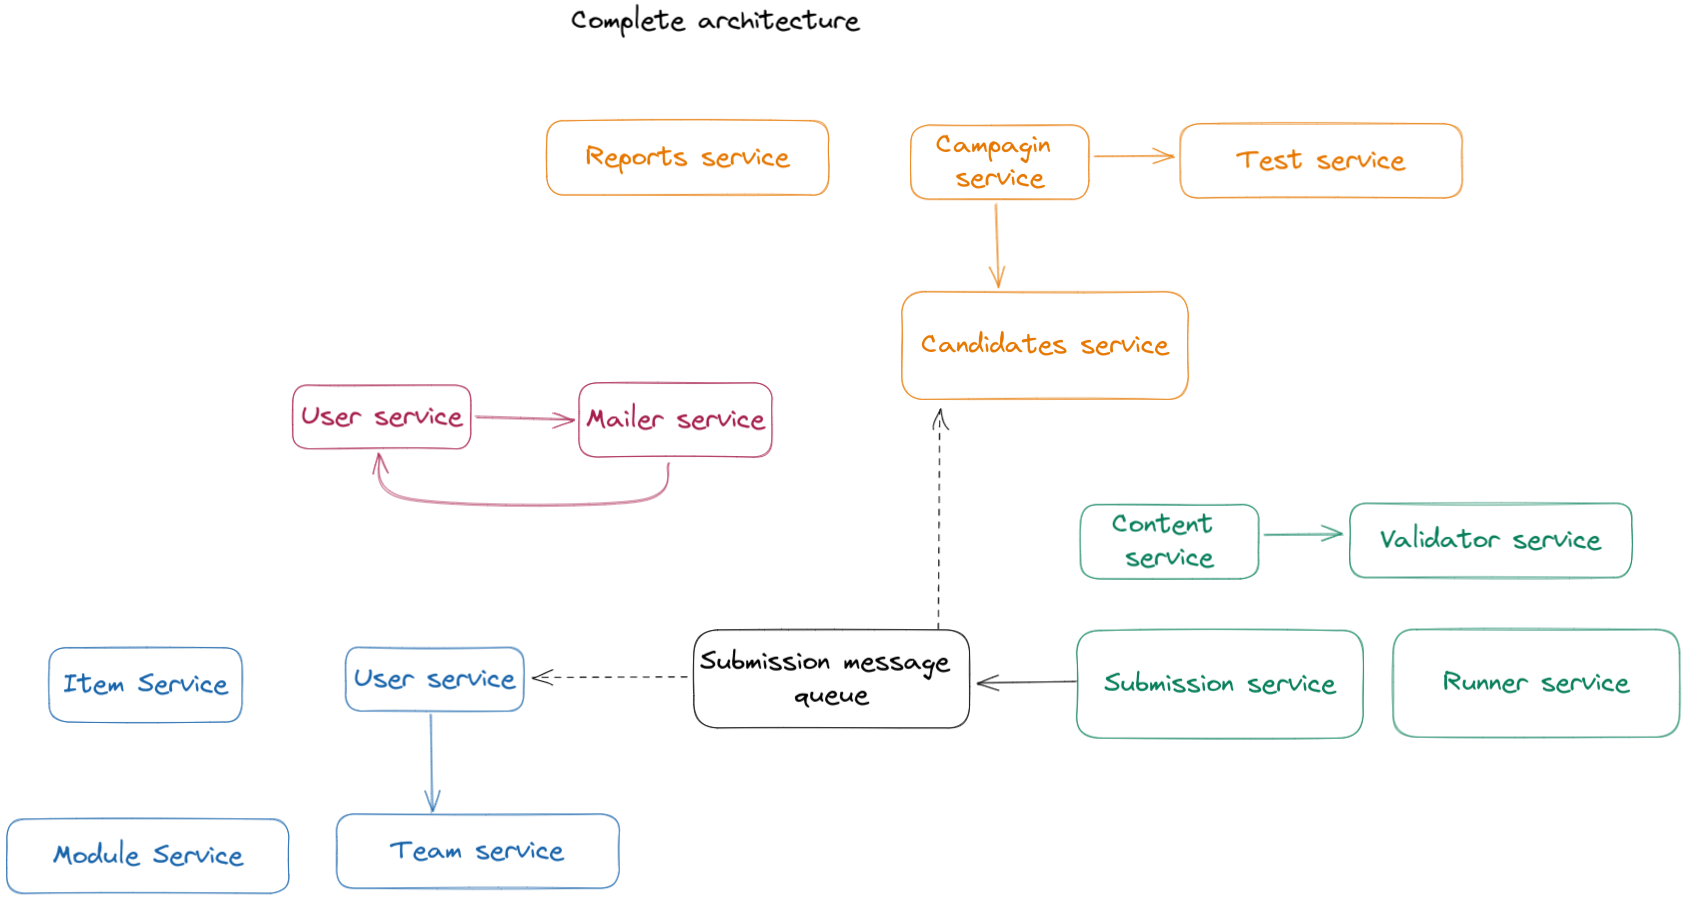 Complete architecture
Reports service
Campagin
service
Test service
Candidates service
User service
Mailer service
Content
service
Validator service
Item Service
User service
Submission message
queue
Submission service
Runner service
Module Service
Team service